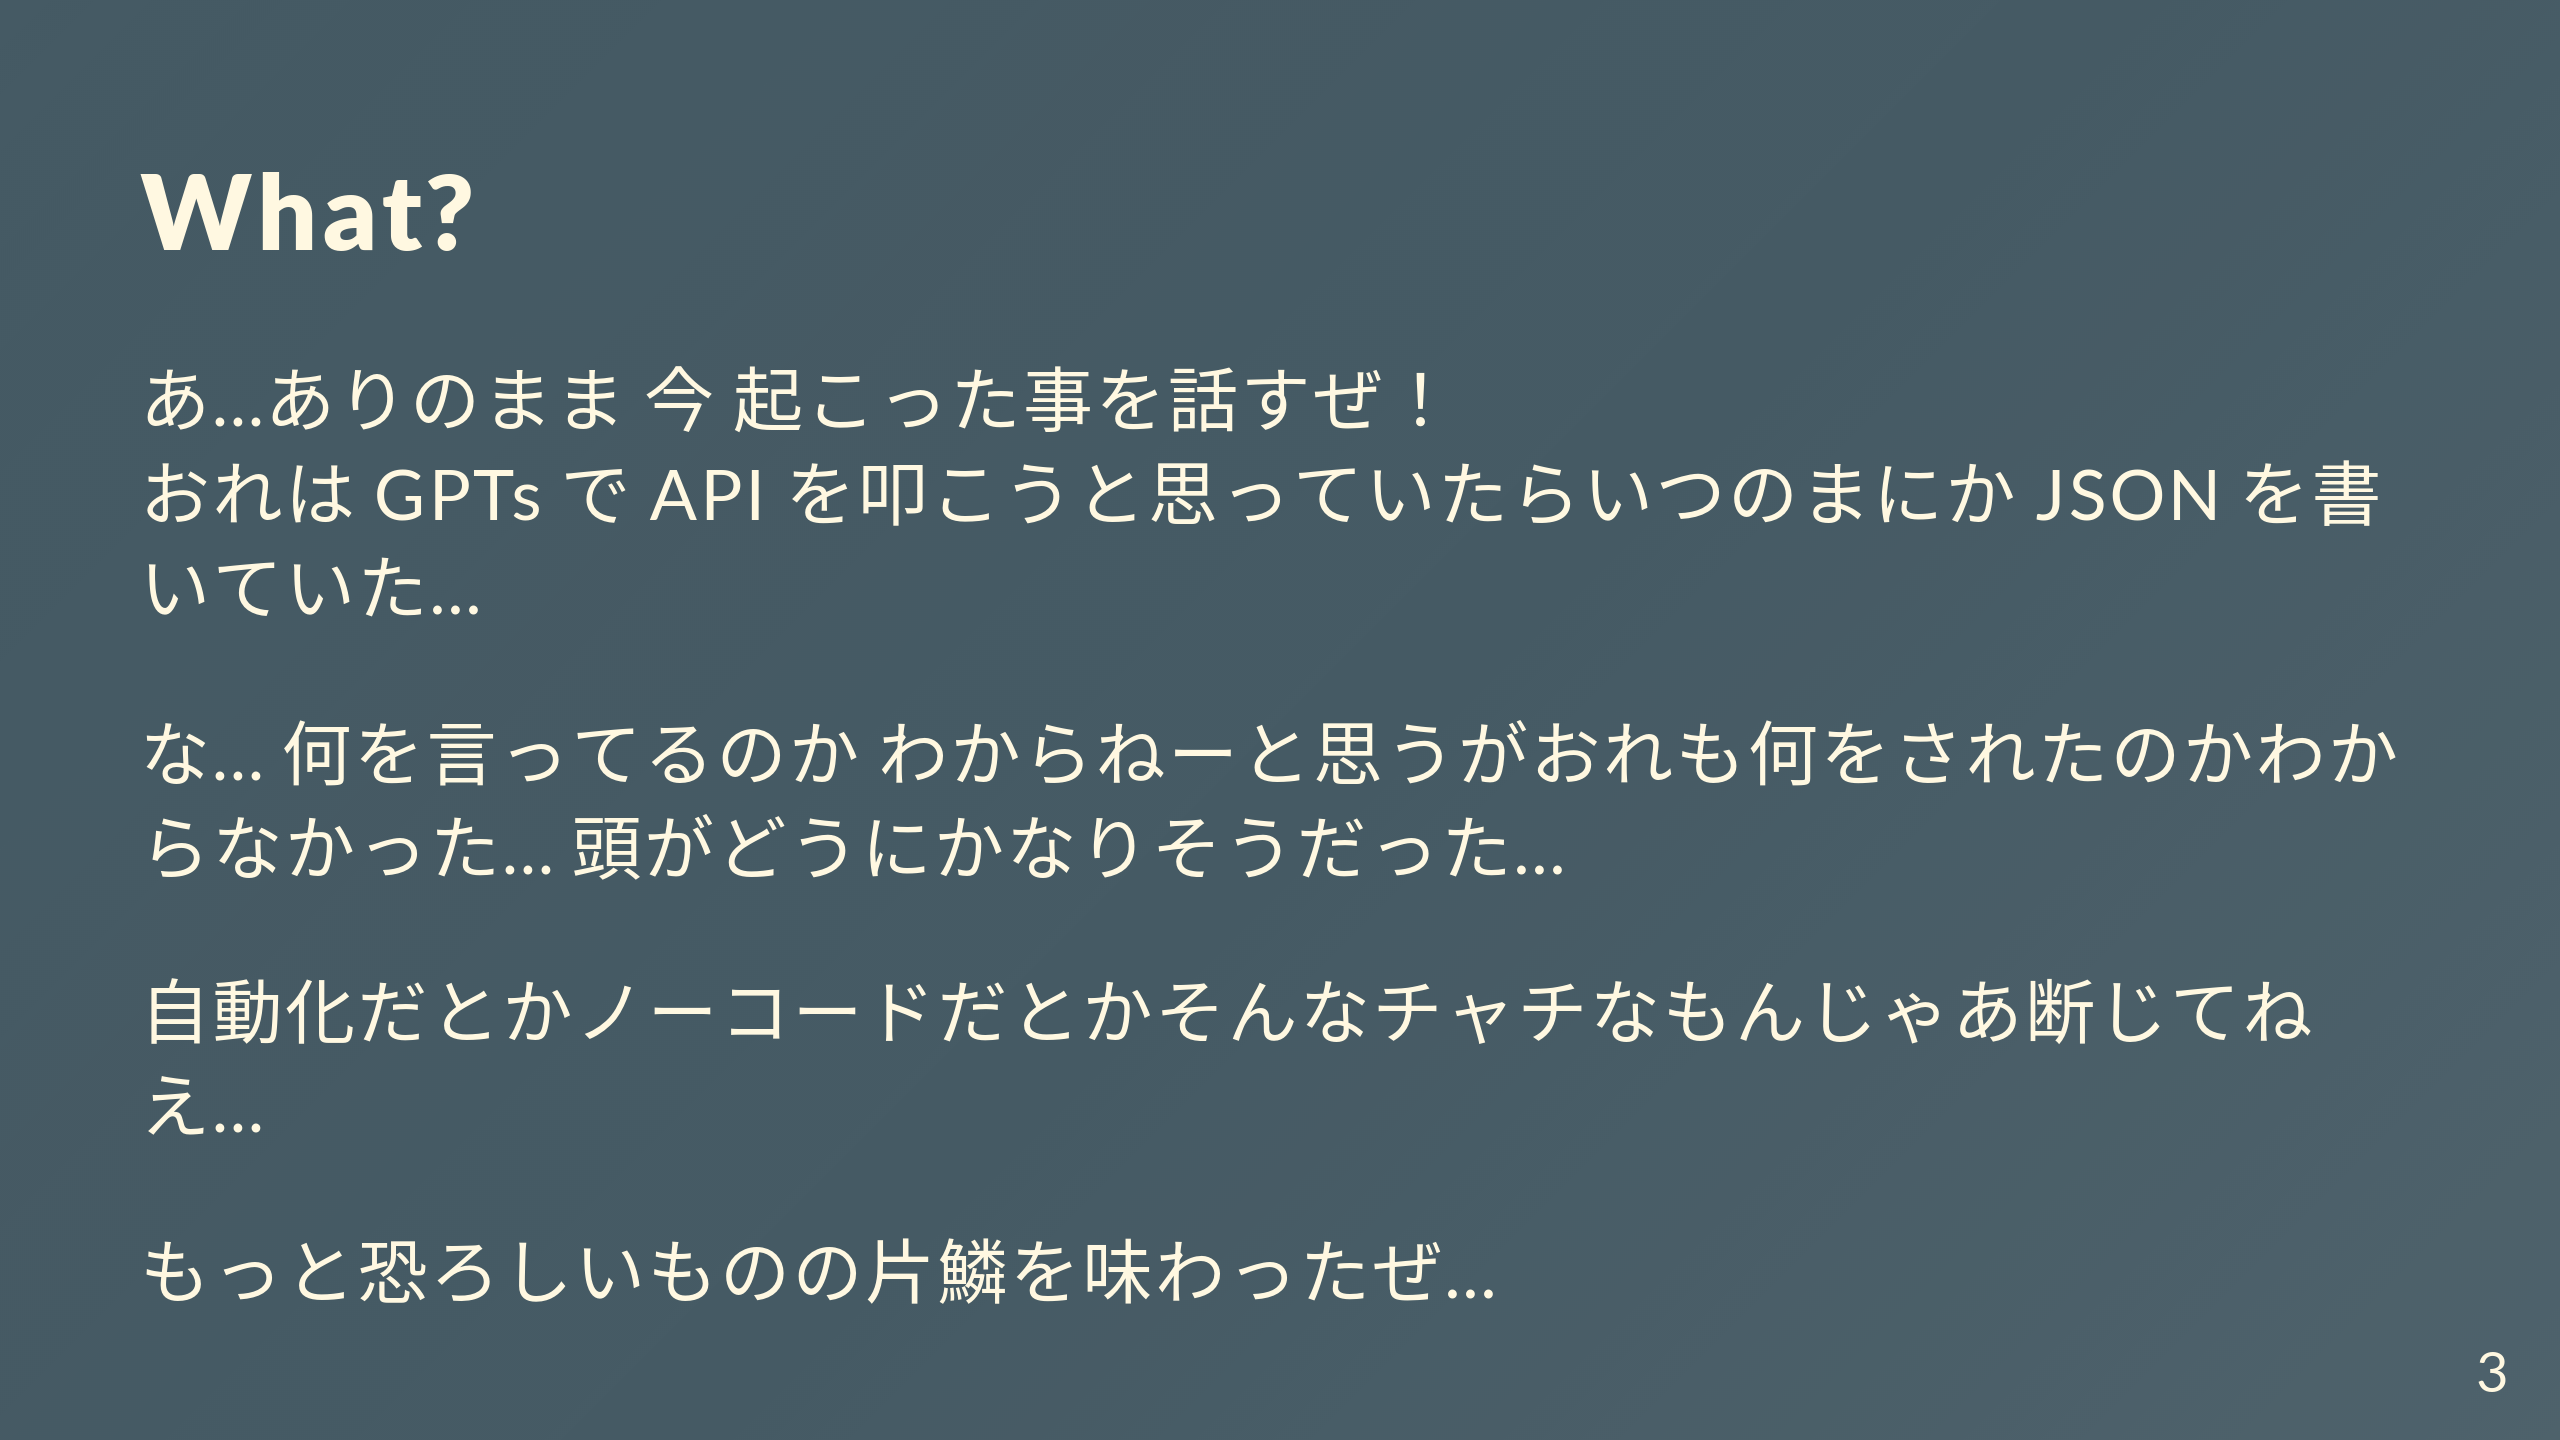 What?
あ...ありのまま 今 起こった事を話すぜ！
おれは GPTs で API を叩こうと思っていたらいつのまにか JSON を書
いていた...
な... 何を言ってるのか わからねーと思うがおれも何をされたのかわか
らなかった... 頭がどうにかなりそうだった...
自動化だとかノーコードだとかそんなチャチなもんじゃあ断じてね
え...
もっと恐ろしいものの片鱗を味わったぜ...
3